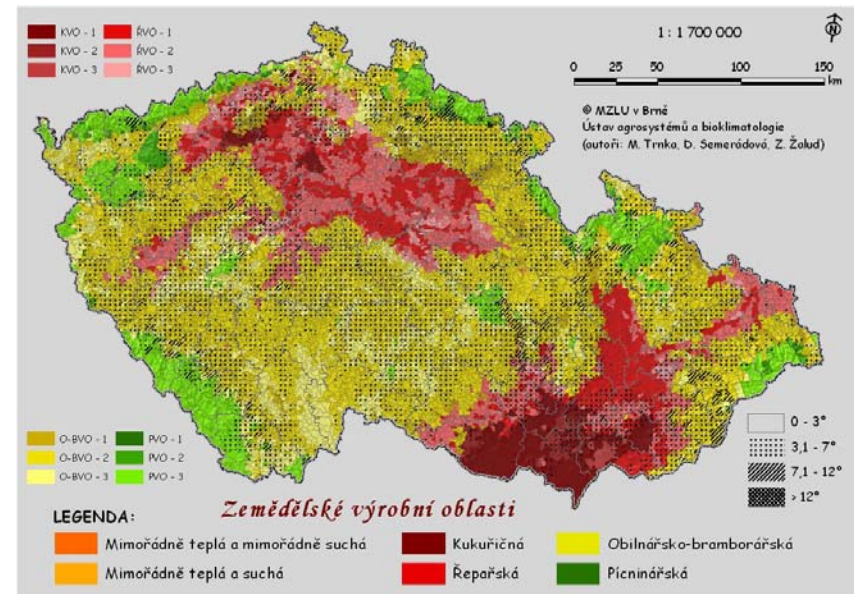 KVO - 1
ŘVO - 1
KVO - 2
ŘVO - 2
KVO - 3
ŘVO - 3
1 : 1 700 000
N
0 25 50 100 150
km
© MZLU v Brně
Ústav agrosystémů a bioklimatologie
(autoři: M. Trnka, D. Semerádová, Z. Žalud)
O-BVO - 1
PVO - 1
O-BVO - 2
PVO - 2
O-BVO - 3
PVO - 3
0 - 3°
3,1 - 7°
7,1 - 12°
> 12°
Zemědělské výrobní oblasti
LEGENDA:
Mimořádně teplá a mimořádně suchá
Kukuřičná
Obilnářsko-bramborářská
Mimořádně teplá a suchá
Řepařská
Pícninářská